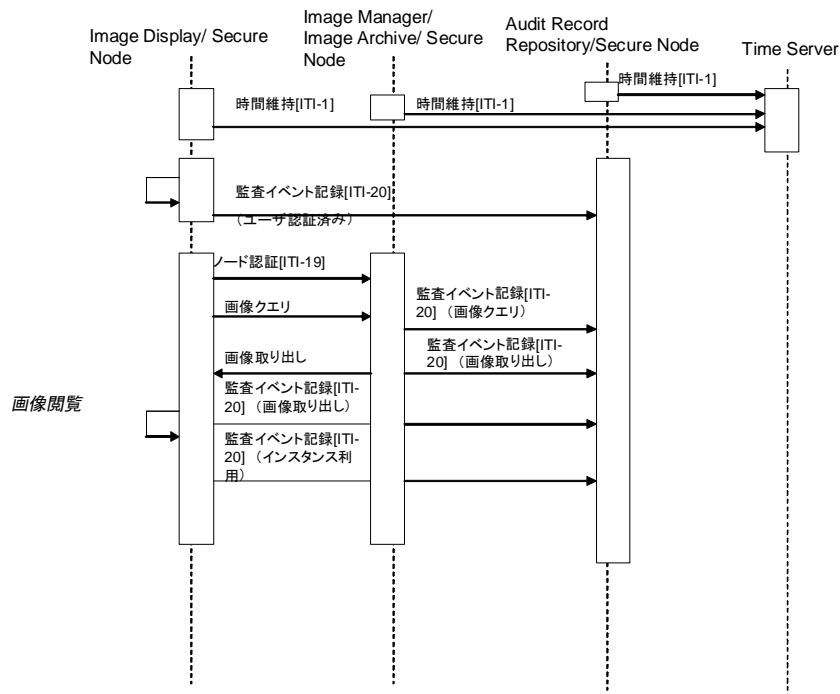 Image Display/ Secure
Node
Image Manager/
Image Archive/ Secure
Node
Audit Record
Repository/Secure Node
Time Server
時間維持[ITI-1]
時間維持[ITI-1]
時間維持[ITI-1]
監査イベント記録[ITI-20]
（ユーザ認証済み）
ノード認証[ITI-19]
画像クエリ
監査イベント記録[ITI-
20] （画像クエリ）
画像取り出し
監査イベント記録[ITI-
20] （画像取り出し）
監査イベント記録[ITI-
20] （画像取り出し）
画像閲覧
監査イベント記録[ITI-
20] （インスタンス利
用）